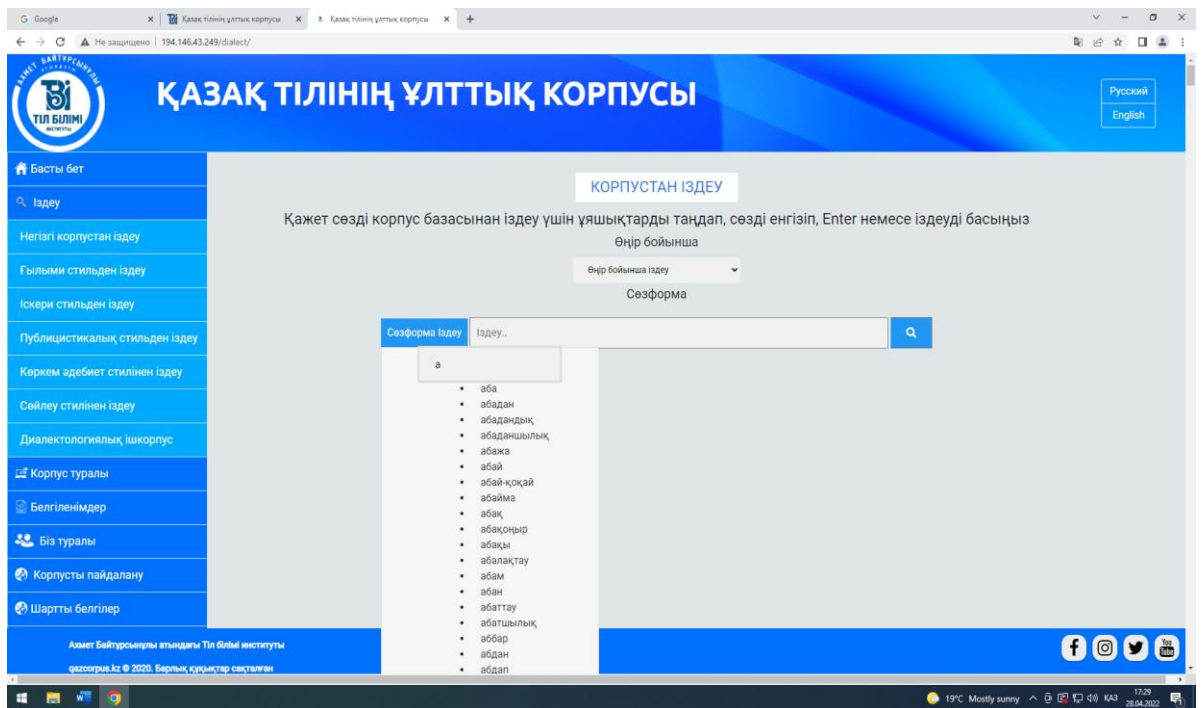 Google
Қазақ тілінің ұлттық корпусы
Қазақ тілінің ұлттық корпусы
Не защищено | 194.146.43.249/dialect/
АХМЕТ БАЙТҰРСЫНҰЛЫ
ТІЛ БІЛІМІ
ИНСТИТУТЫ
ҚАЗАҚ ТІЛІНІҢ ҰЛТТЫҚ КОРПУСЫ
Русский
English
Басты бет
Іздеу
Негізгі корпустан іздеу
Ғылыми стильден іздеу
Іскери стильден іздеу
Публицистикалық стильден іздеу
Көркем әдебиет стилінен іздеу
Сөйлеу стилінен іздеу
Диалектологиялық ішкорпус
Корпус туралы
Белгіленімдер
Біз туралы
Корпусты пайдалану
Шартты белгілер
КОРПУСТАН ІЗДЕУ
Қажет сөзді корпус базасынан іздеу үшін ұяшықтарды таңдап, сөзді енгізіп, Enter немесе іздеуді басыңыз
Өңір бойынша
Өңір бойынша іздеу
Сөзформа
Сөзформа Іздеу
Іздеу..
а
• аба
• абадан
• абадандық
• абаданшылық
• абажа
• абай
• абай-қоқай
• абайма
• абақ
• абақоңыр
• абақы
• абалақтау
• абам
• абан
• абаттау
• абатшылық
• аббар
• абдан
• абдап
Ахмет Байтұрсынұлы атындағы Тіл білімі институты
qazcorpus.kz © 2020. Барлық құқықтар сақталған
You Tube
19°C Mostly sunny
ҚАЗ
17:29
28.04.2022